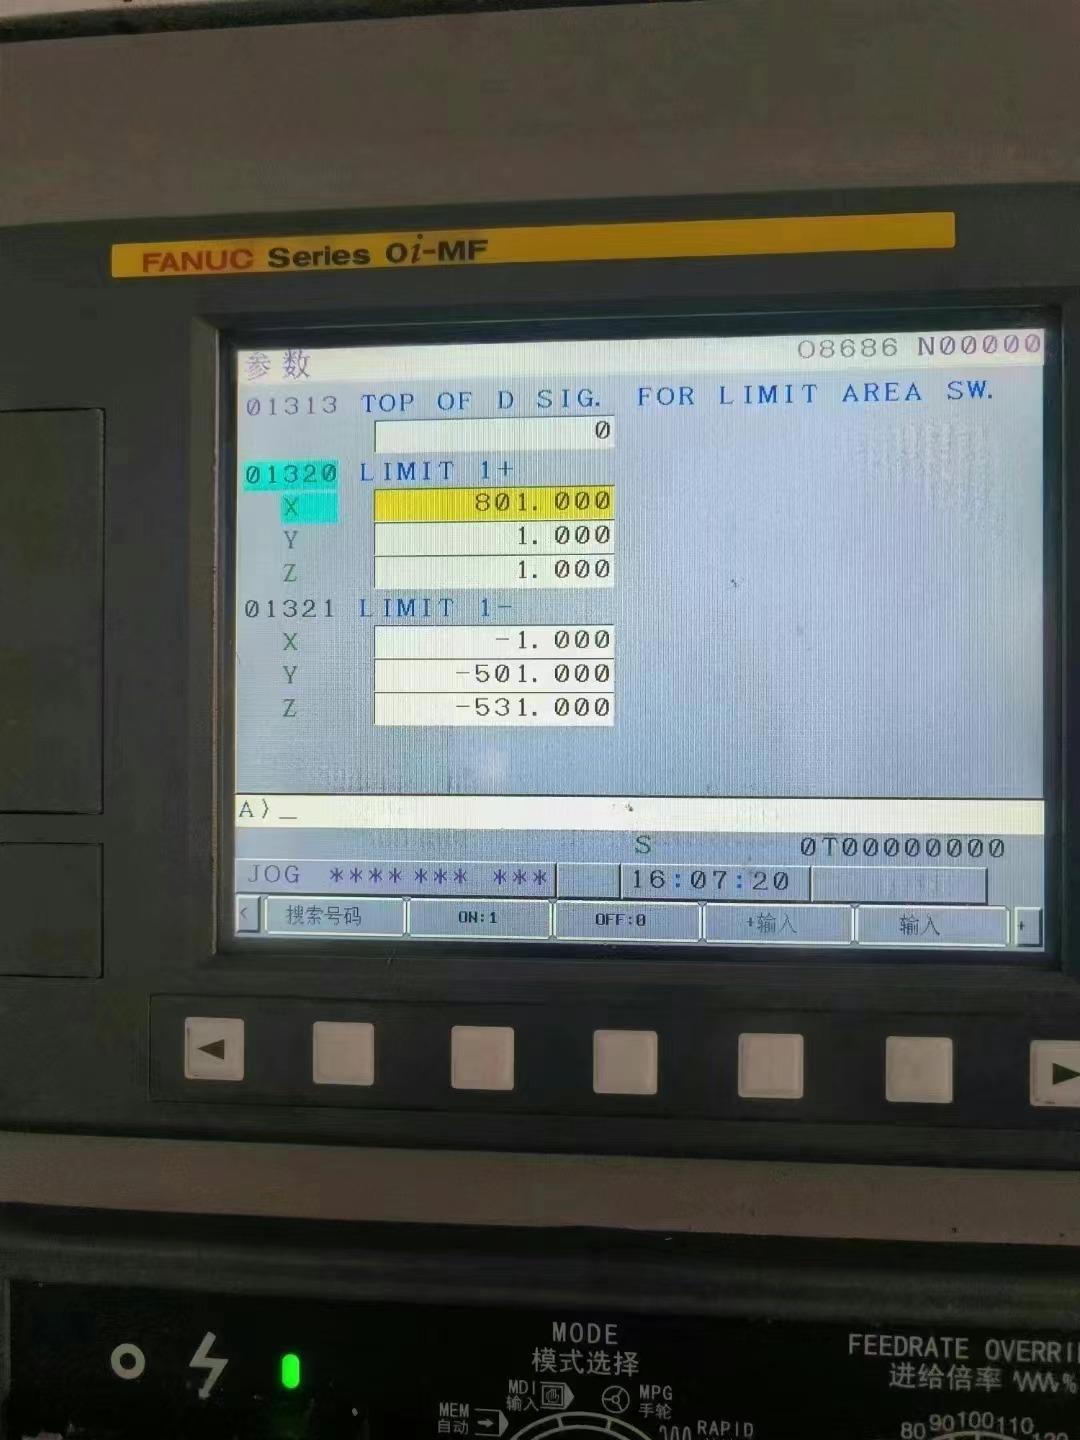 FANUC Series 0i-MF
参数 O8686 N00000
01313 TOP OF D SIG. FOR LIMIT AREA SW.
0
01320 LIMIT 1+
X 801.000
Y 1.000
Z 1.000
01321 LIMIT 1-
X -1.000
Y -501.000
Z -531.000
A)_
S 0T00000000
JOG **** *** *** 16:07:20
< 搜索号码 ON:1 OFF:0 +输入 输入 +
MODE
模式选择
MDI
输入
MPG
手轮
MEM
自动
RAPID
FEEDRATE OVERRI
进给倍率 %
80 90 100 110